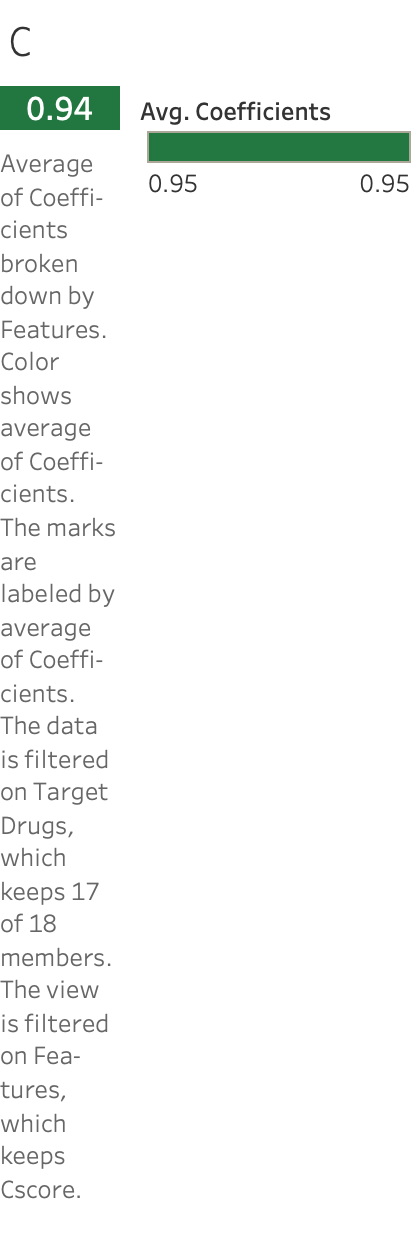 C
0.94
Avg. Coefficients
0.95 0.95
Average
of Coeffi-
cients
broken
down by
Features.
Color
shows
average
of Coeffi-
cients.
The marks
are
labeled by
average
of Coeffi-
cients.
The data
is filtered
on Target
Drugs,
which
keeps 17
of 18
members.
The view
is filtered
on Fea-
tures,
which
keeps
Cscore.